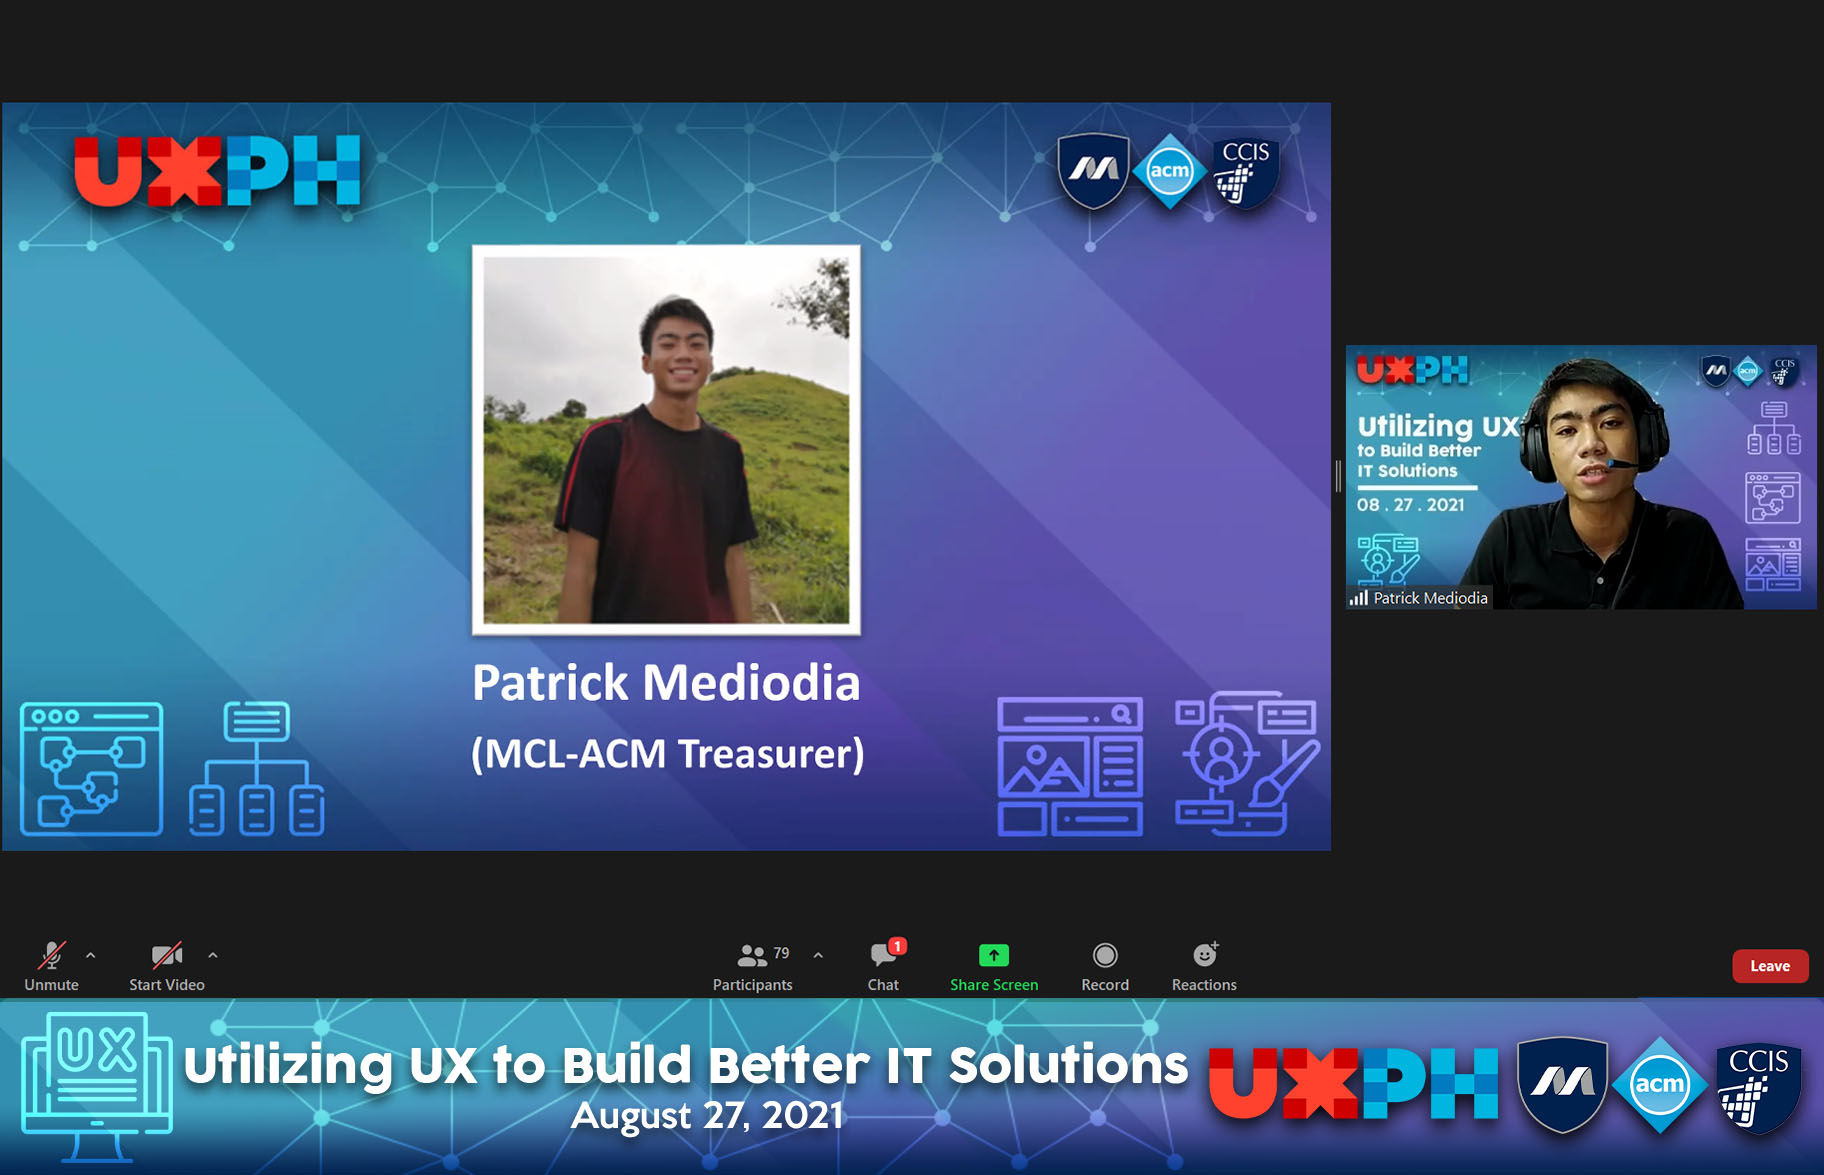 UXPH
M
acm
CCIS
Patrick Mediodia
(MCL-ACM Treasurer)
UXPH
M
acm
CCIS
Utilizing UX
to Build Better
IT Solutions
08 . 27 . 2021
Patrick Mediodia
Unmute
Start Video
79
Participants
1
Chat
Share Screen
Record
Reactions
Leave
UX
Utilizing UX to Build Better IT Solutions
August 27, 2021
UXPH
M
acm
CCIS